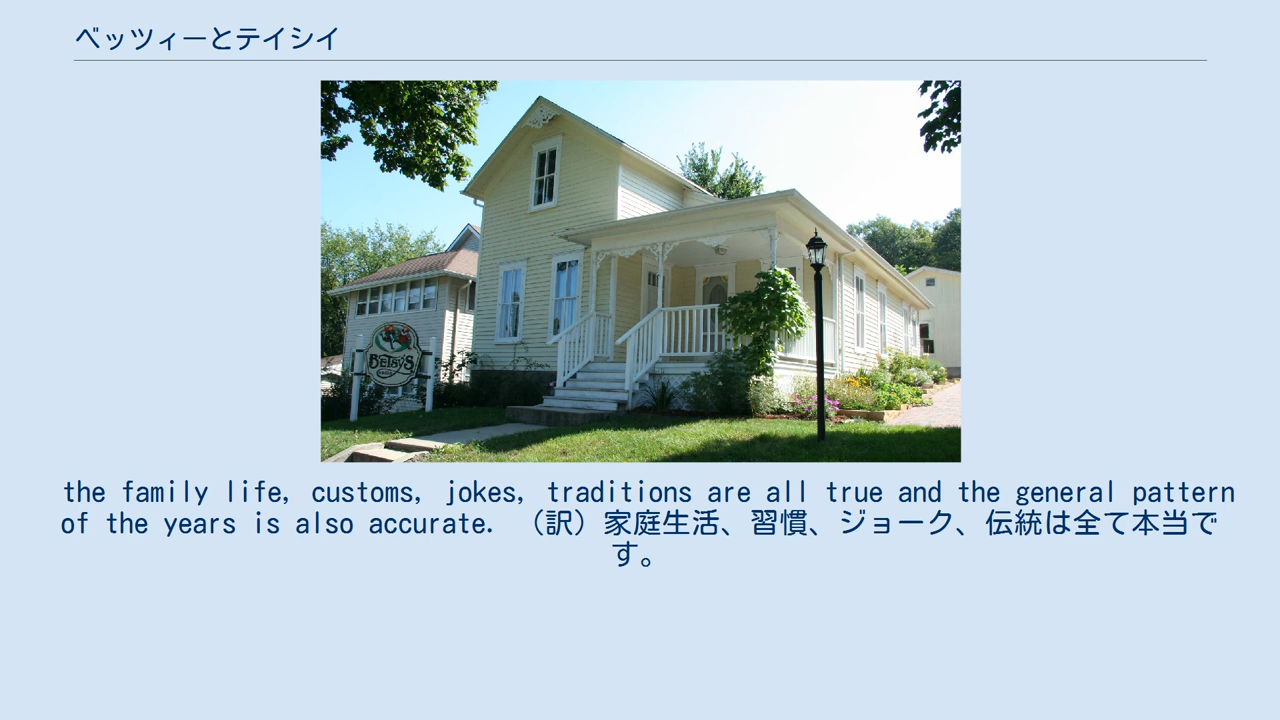 ベッツィーとテイシイ
BETSY'S
the family life, customs, jokes, traditions are all true and the general pattern
of the years is also accurate. （訳）家庭生活、習慣、ジョーク、伝統は全て本当で
す。